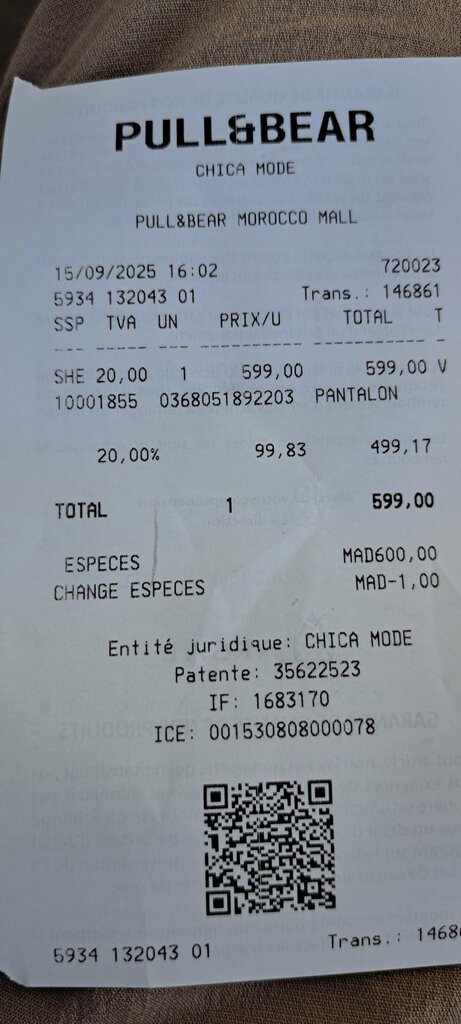 PULL&BEAR
CHICA MODE
PULL&BEAR MOROCCO MALL
15/09/2025 16:02 720023
5934 132043 01 Trans.: 146861
SSP TVA UN PRIX/U TOTAL T
SHE 20,00 1 599,00 599,00 V
10001855 0368051892203 PANTALON
20,00% 99,83 499,17
TOTAL 1 599,00
ESPECES MAD600,00
CHANGE ESPECES MAD-1,00
Entité juridique: CHICA MODE
Patente: 35622523
IF: 1683170
ICE: 001530808000078
5934 132043 01 Trans.: 1468